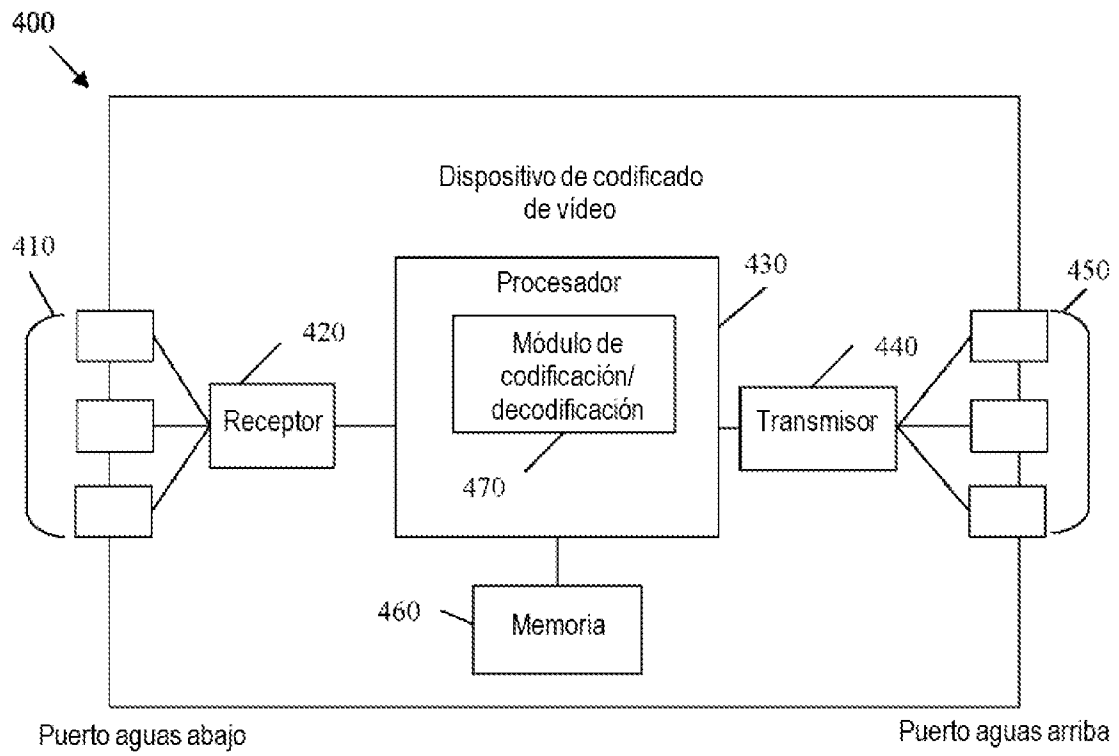 400
Dispositivo de codificado
de vídeo
410
Procesador
430
450
420
Módulo de
codificación/
decodificación
440
Receptor
Transmisor
470
460
Memoria
Puerto aguas abajo
Puerto aguas arriba